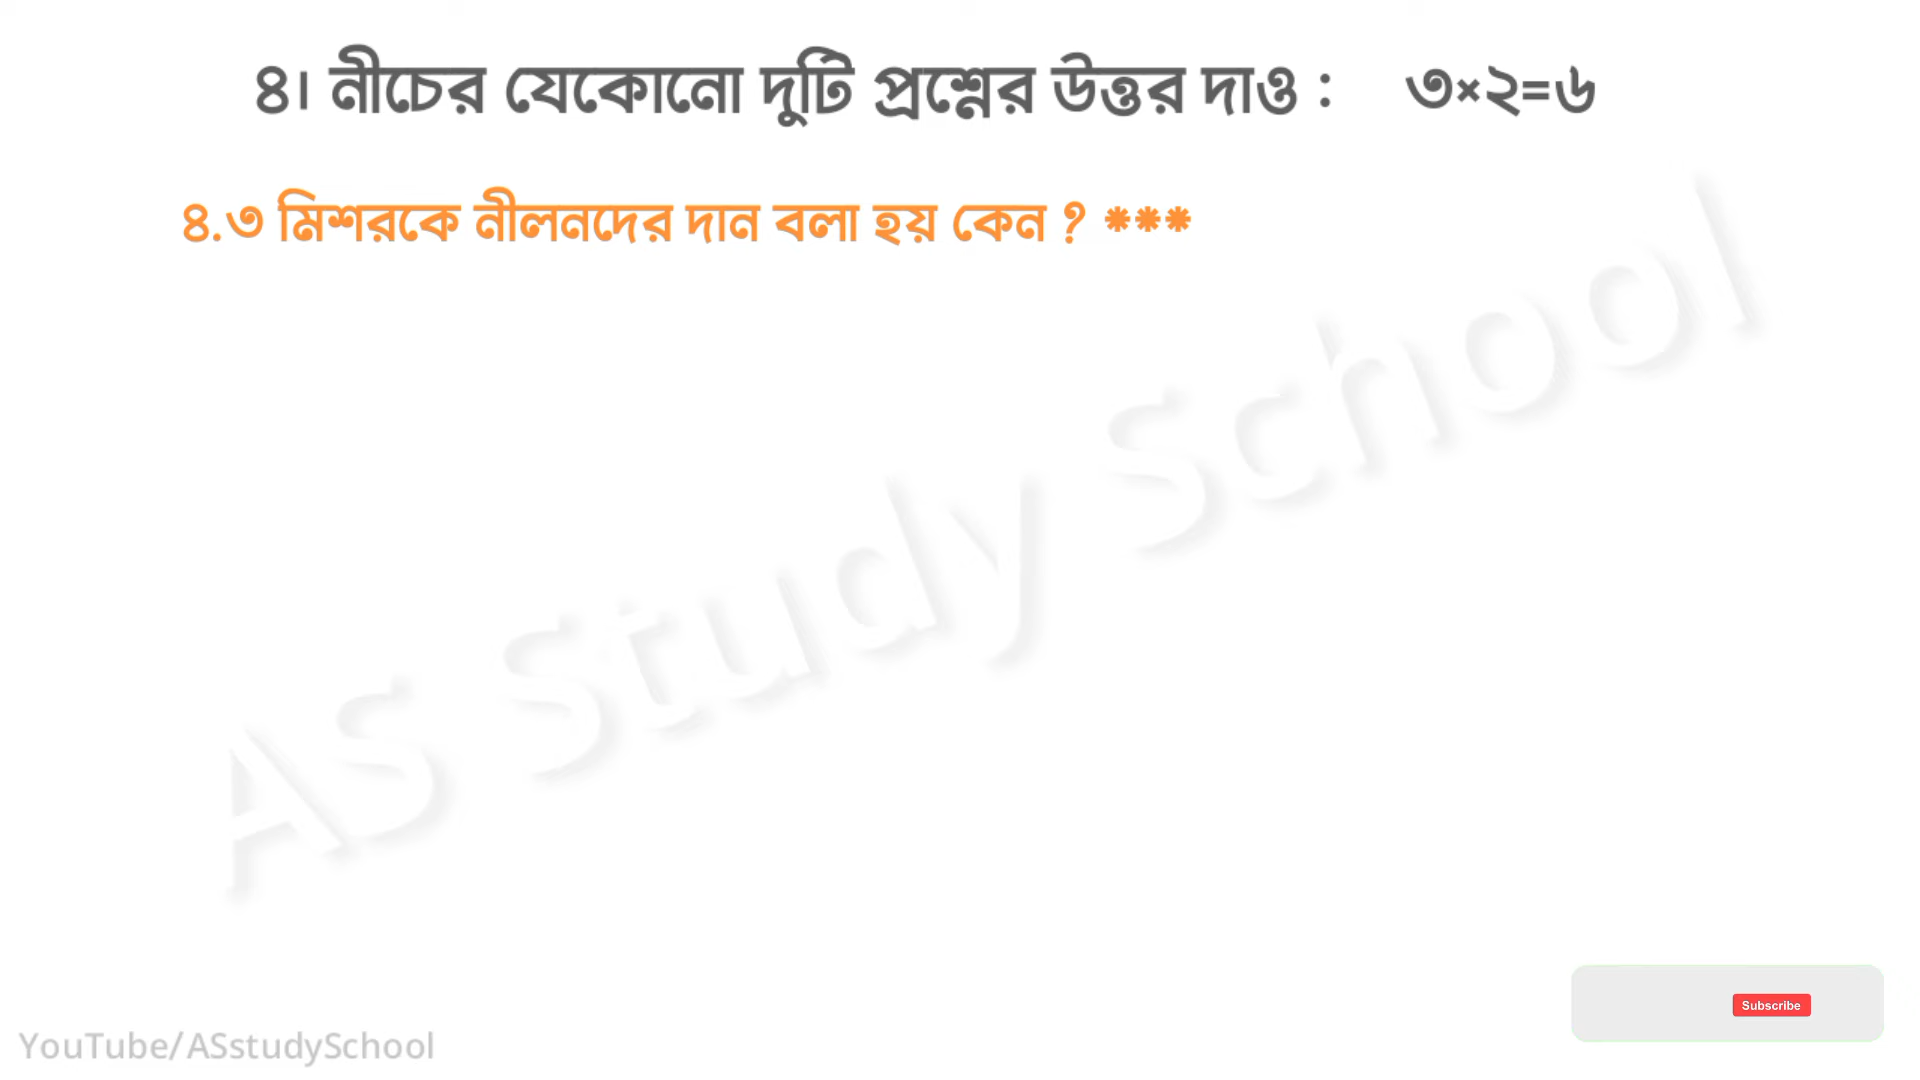 ৪। নীচের যেকোনো দুটি প্রশ্নের উত্তর দাও :    ৩×২=৬
৪.৩ মিশরকে নীলনদের দান বলা হয় কেন ? ***
AS Study School
Subscribe
YouTube/ASstudySchool